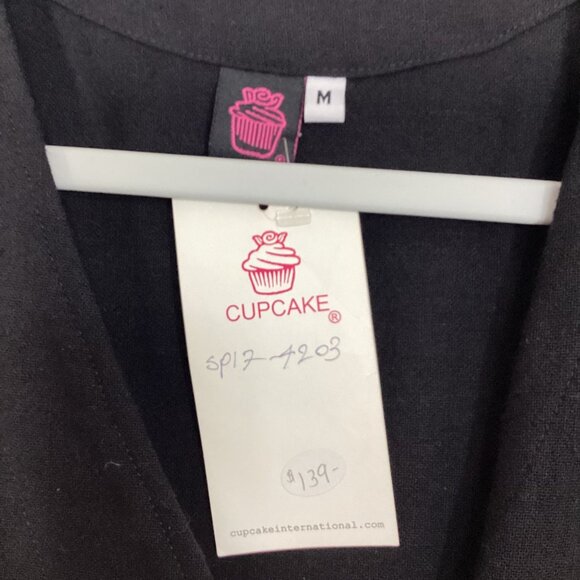 M
®
CUPCAKE®
SP17-4203
$139-
cupcakeinternational.com